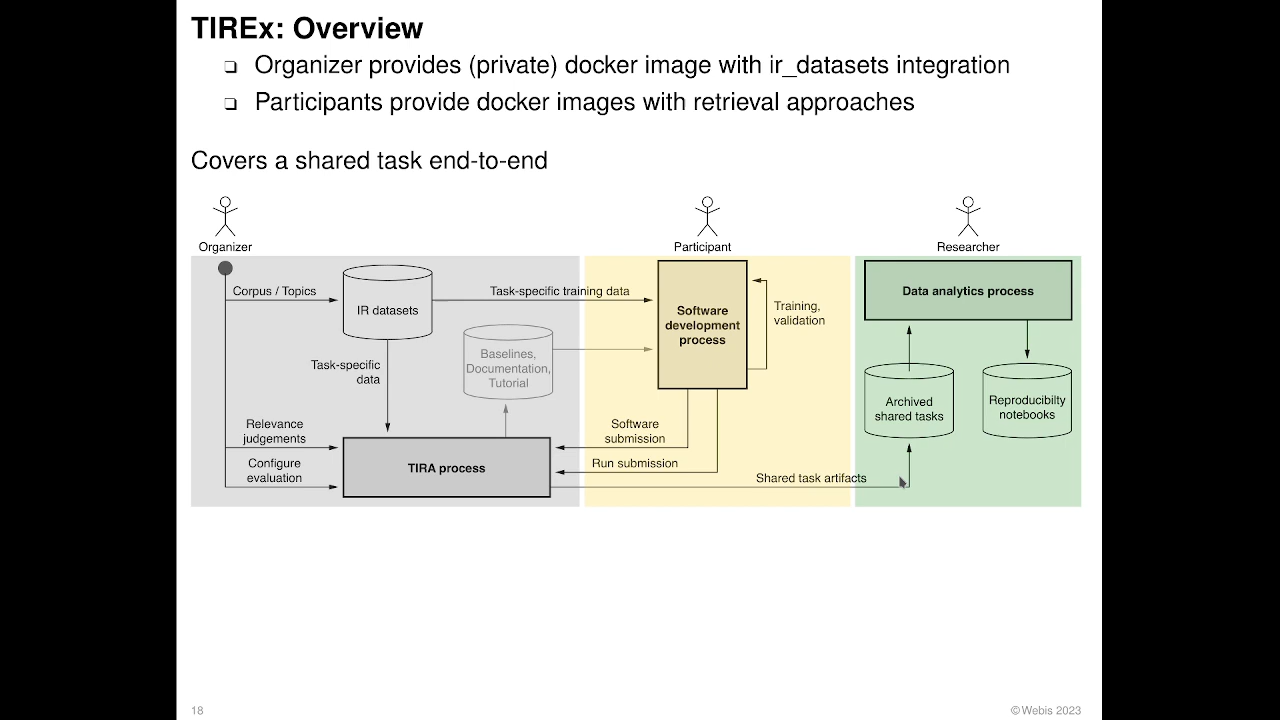 TIREx: Overview
❏ Organizer provides (private) docker image with ir_datasets integration
❏ Participants provide docker images with retrieval approaches
Covers a shared task end-to-end
Organizer
Participant
Researcher
Corpus / Topics
IR datasets
Task-specific training data
Software
development
process
Training,
validation
Data analytics process
Baselines,
Documentation,
Tutorial
Task-specific
data
Archived
shared tasks
Reproducibilty
notebooks
Relevance
judgements
Software
submission
Configure
evaluation
TIRA process
Run submission
Shared task artifacts
18
©Webis 2023